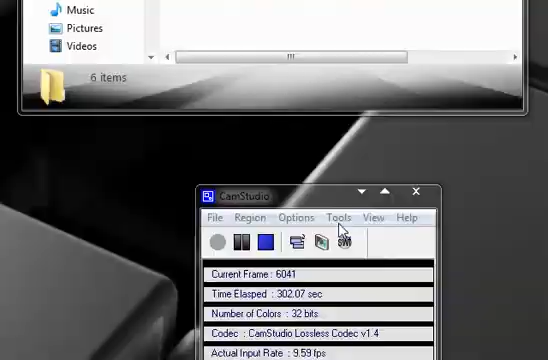 Music
Pictures
Videos
6 items
CamStudio
File Region Options Tools View Help
SWF
Current Frame : 6041
Time Elasped : 302.07 sec
Number of Colors : 32 bits
Codec : CamStudio Lossless Codec v1.4
Actual Input Rate : 9.59 fps